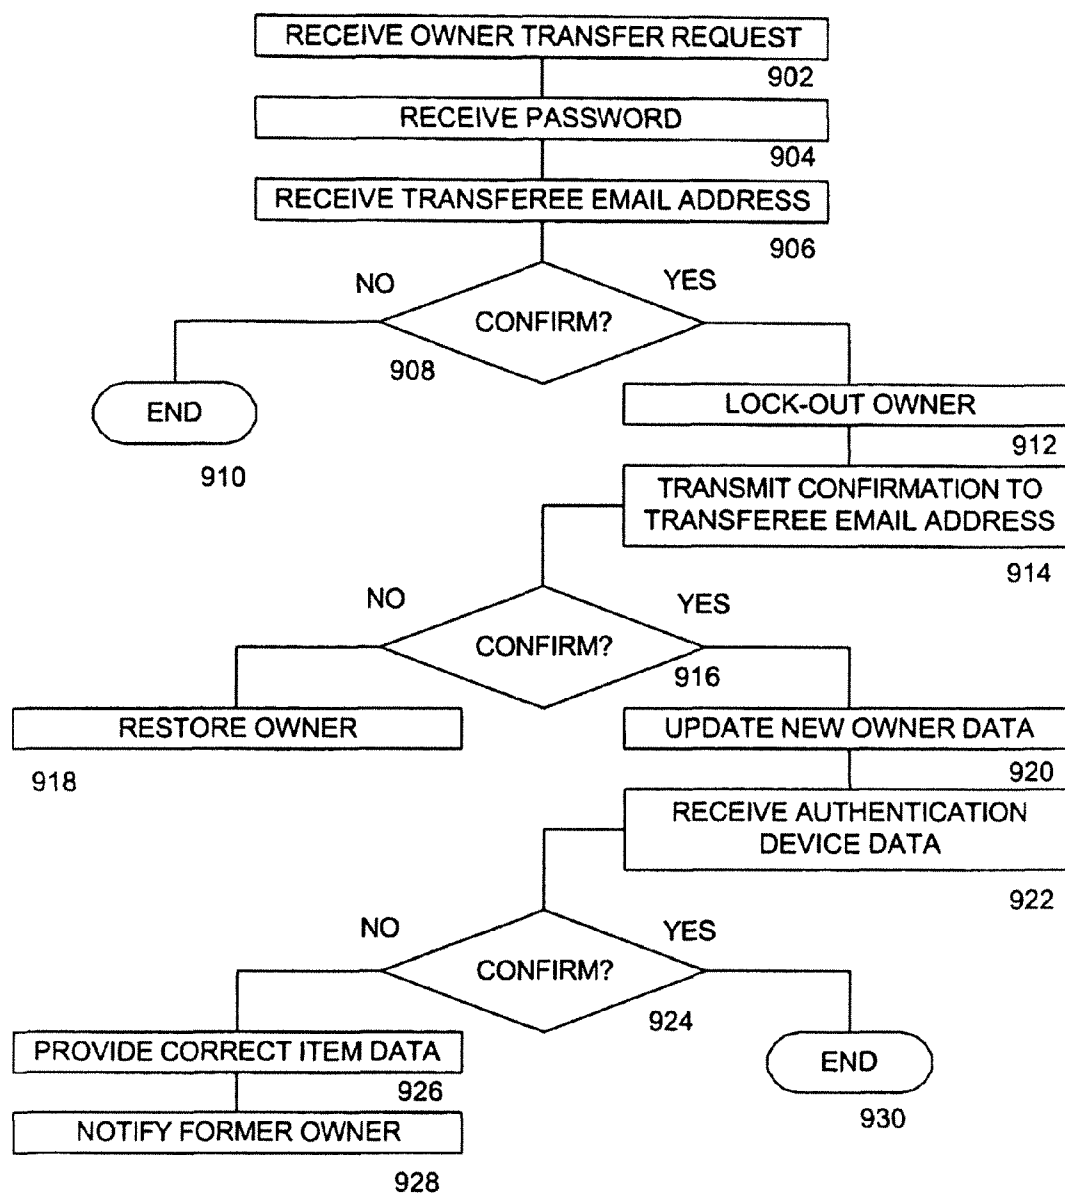 RECEIVE OWNER TRANSFER REQUEST
902
RECEIVE PASSWORD
904
RECEIVE TRANSFEREE EMAIL ADDRESS
906
NO
YES
CONFIRM?
908
END
910
LOCK-OUT OWNER
912
TRANSMIT CONFIRMATION TO
TRANSFEREE EMAIL ADDRESS
914
NO
YES
CONFIRM?
916
RESTORE OWNER
918
UPDATE NEW OWNER DATA
920
RECEIVE AUTHENTICATION
DEVICE DATA
922
NO
YES
CONFIRM?
924
PROVIDE CORRECT ITEM DATA
926
NOTIFY FORMER OWNER
928
END
930